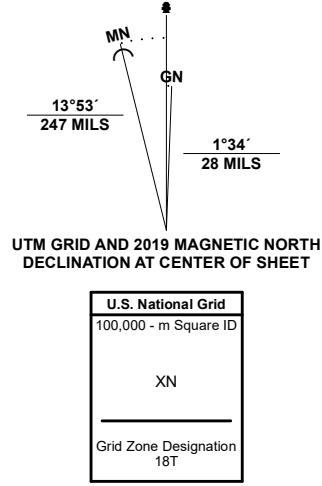 MN
GN
13°53´
247 MILS
1°34´
28 MILS
UTM GRID AND 2019 MAGNETIC NORTH
DECLINATION AT CENTER OF SHEET
U.S. National Grid
100,000 - m Square ID
XN
Grid Zone Designation
18T